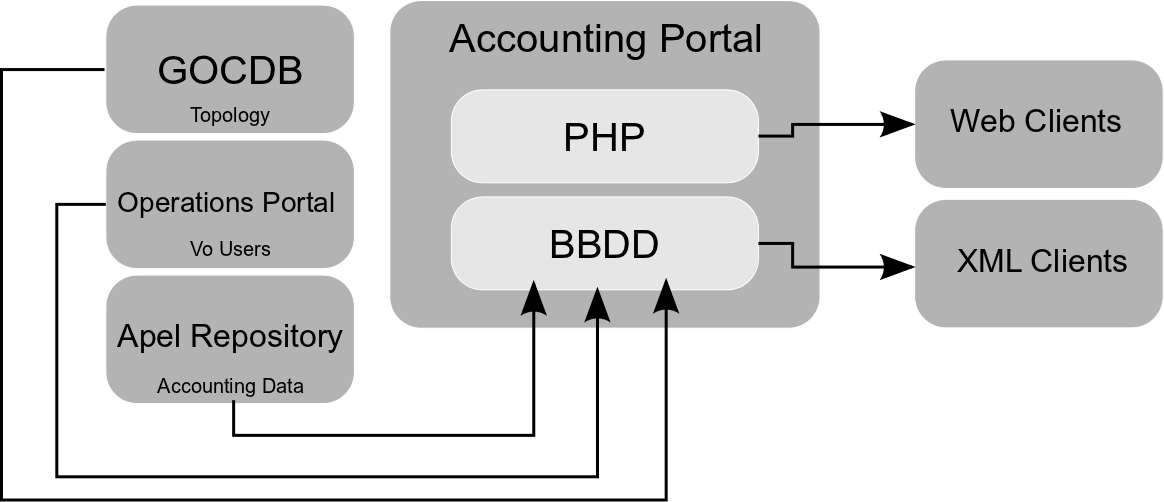 GOCDB
Topology
Operations Portal
Vo Users
Apel Repository
Accounting Data
Accounting Portal
PHP
BBDD
Web Clients
XML Clients